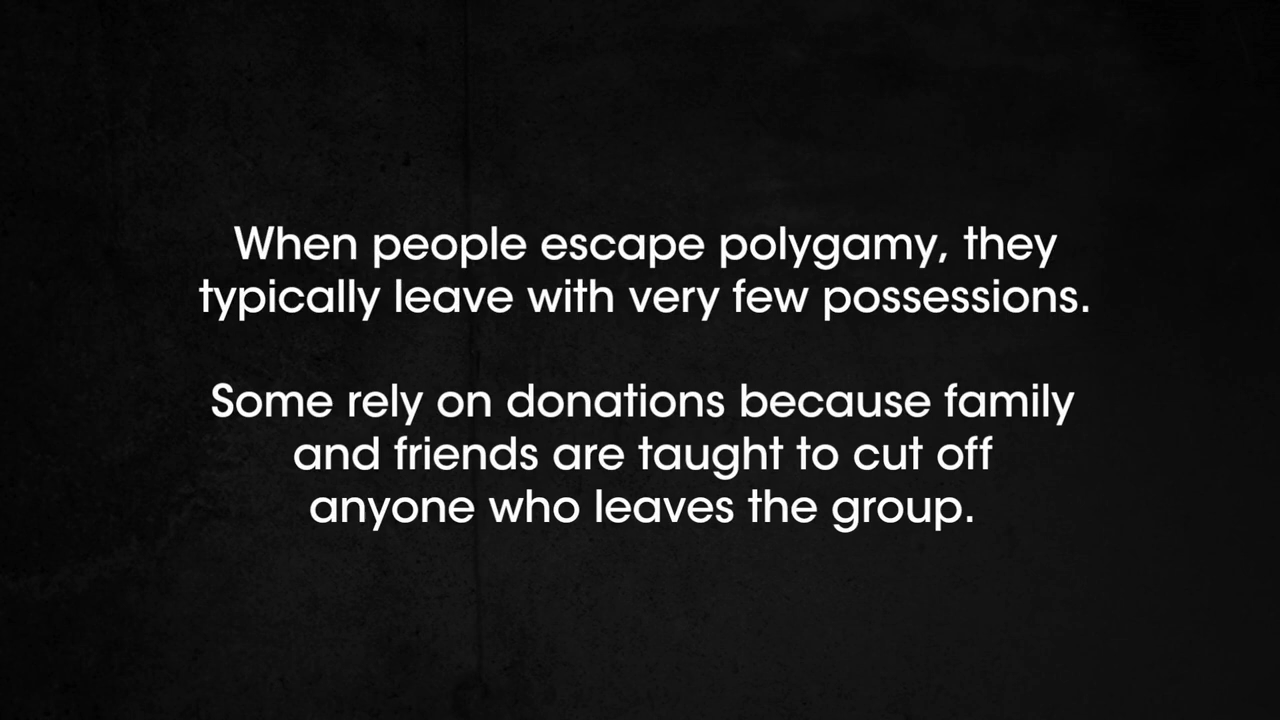 When people escape polygamy, they
typically leave with very few possessions.
Some rely on donations because family
and friends are taught to cut off
anyone who leaves the group.